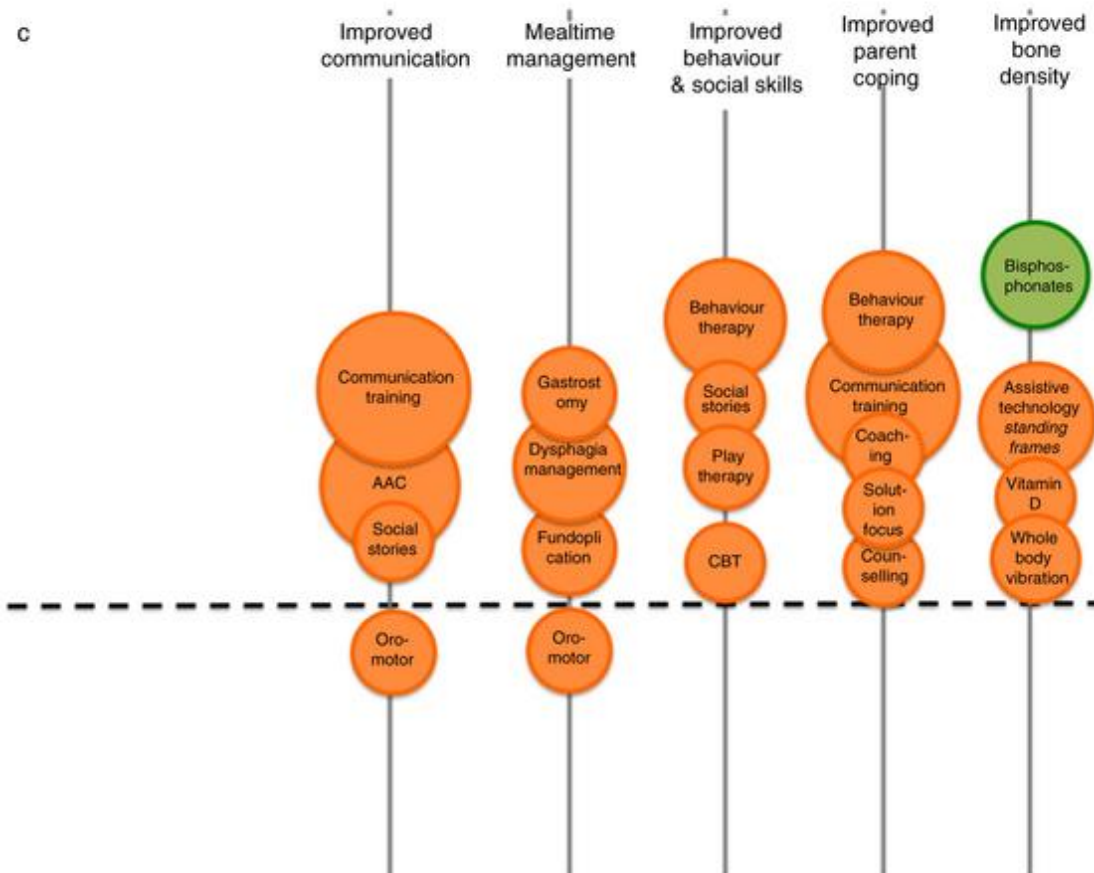 c
Improved
communication
Mealtime
management
Improved
behaviour
& social skills
Improved
parent
coping
Improved
bone
density
Communication
training
AAC
Social
stories
Oro-
motor
Gastrost
omy
Dysphagia
management
Fundopli
cation
Oro-
motor
Behaviour
therapy
Social
stories
Play
therapy
CBT
Behaviour
therapy
Communication
training
Coach-
ing
Solut-
ion
focus
Coun-
selling
Bisphos-
phonates
Assistive
technology
standing
frames
Vitamin
D
Whole
body
vibration